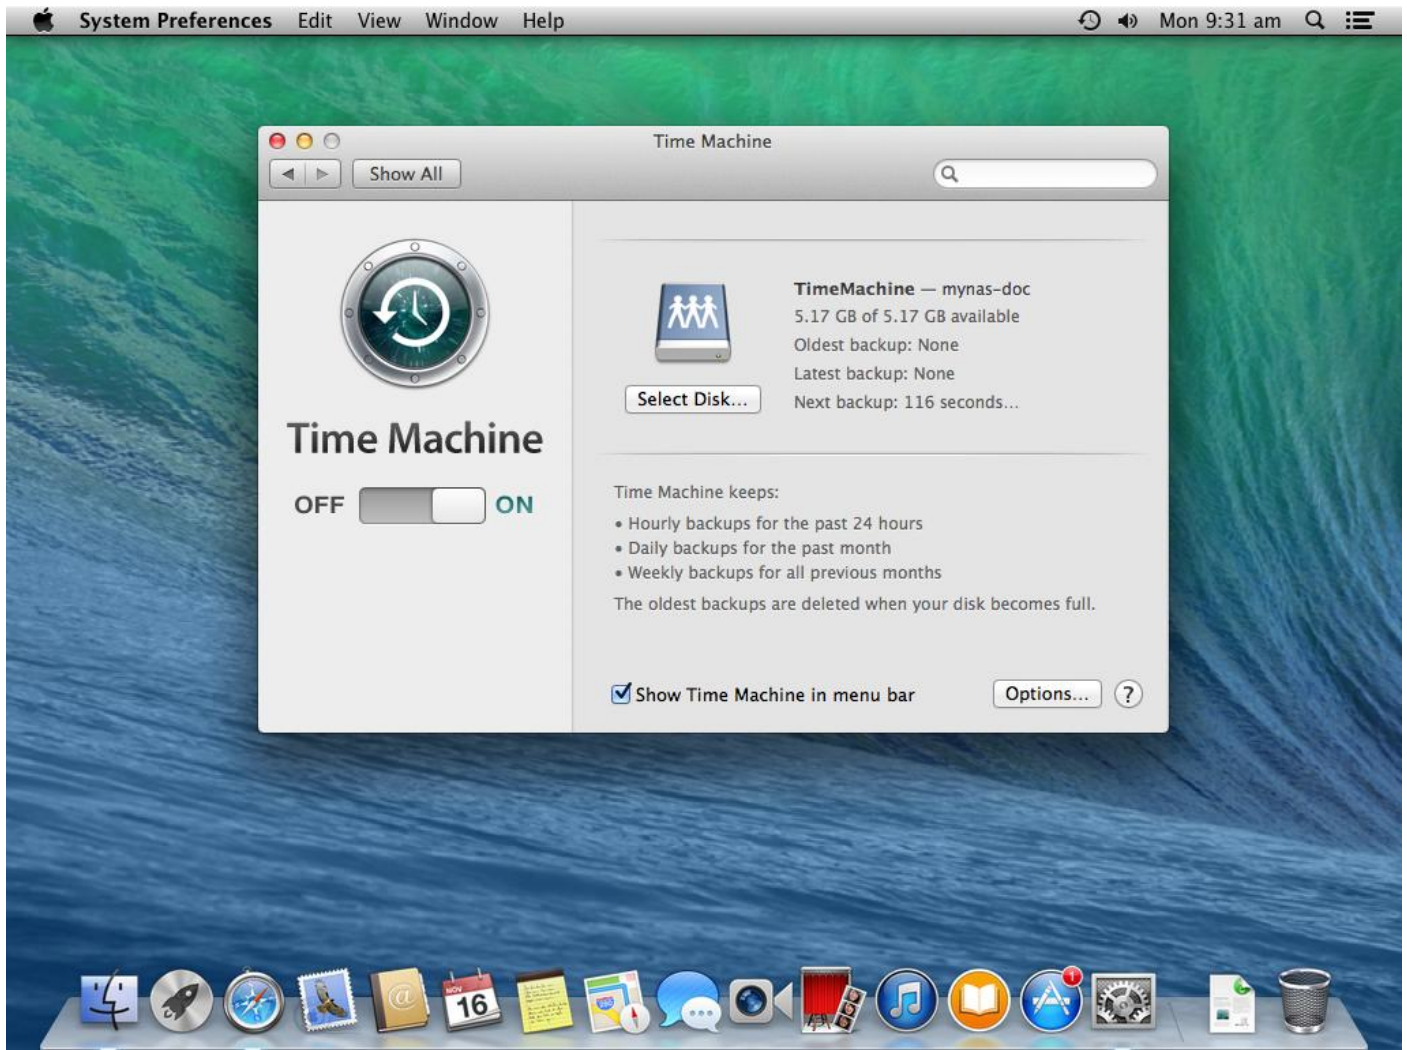 System Preferences Edit View Window Help Mon 9:31 am
Time Machine
Show All
Time Machine
OFF ON
TimeMachine — mynas-doc
5.17 GB of 5.17 GB available
Oldest backup: None
Latest backup: None
Next backup: 116 seconds...
Select Disk...
Time Machine keeps:
• Hourly backups for the past 24 hours
• Daily backups for the past month
• Weekly backups for all previous months
The oldest backups are deleted when your disk becomes full.
Show Time Machine in menu bar
Options... ?
NOV
16
1